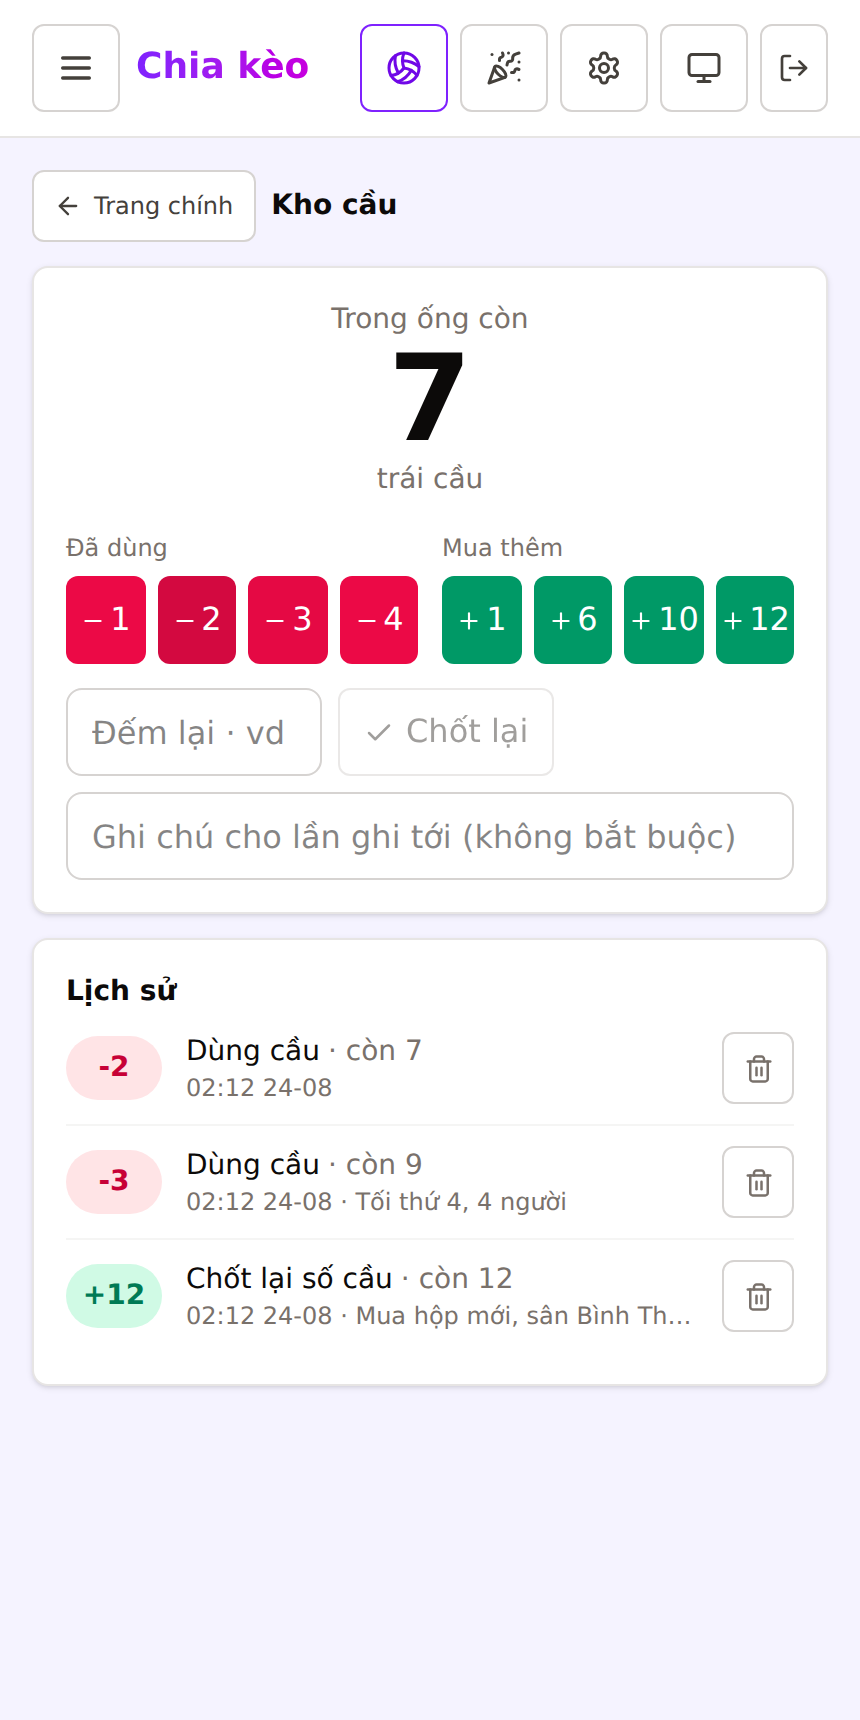 Chia kèo
Trang chính
Kho cầu
Trong ống còn
7
trái cầu
Đã dùng
Mua thêm
− 1
− 2
− 3
− 4
+ 1
+ 6
+ 10
+ 12
Đếm lại · vd
Chốt lại
Ghi chú cho lần ghi tới (không bắt buộc)
Lịch sử
-2
Dùng cầu · còn 7
02:12 24-08
-3
Dùng cầu · còn 9
02:12 24-08 · Tối thứ 4, 4 người
+12
Chốt lại số cầu · còn 12
02:12 24-08 · Mua hộp mới, sân Bình Th...